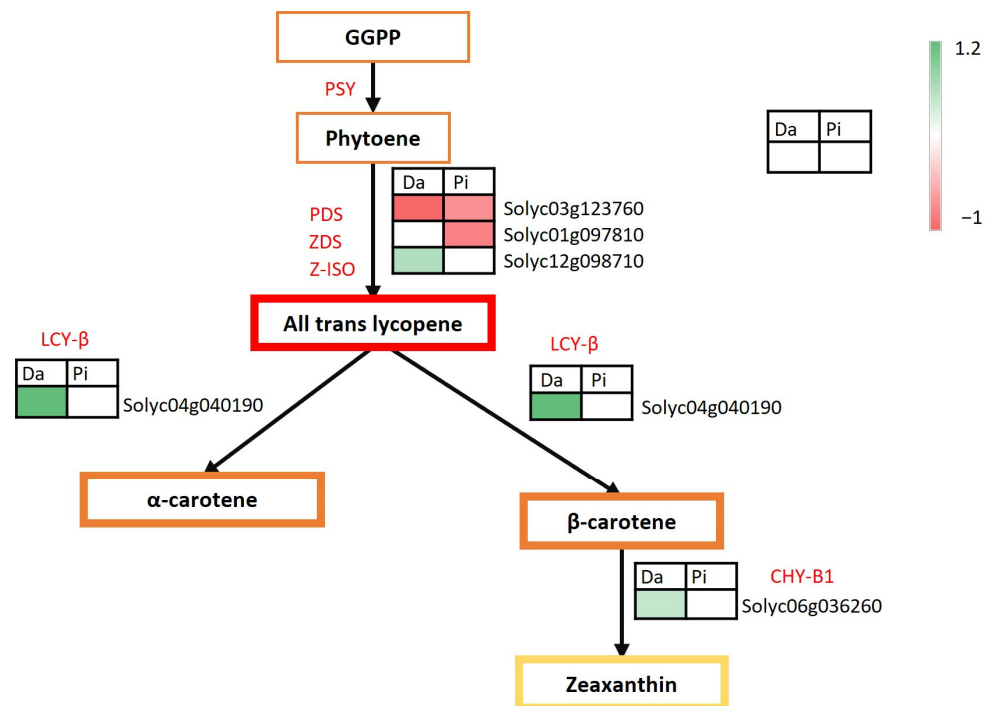 GGPP
1.2
PSY
Da Pi
Phytoene
Da Pi
PDS
Solyc03g123760
−1
ZDS
Solyc01g097810
Z-ISO
Solyc12g098710
All trans lycopene
LCY-β
LCY-β
Da Pi
Da Pi
Solyc04g040190
Solyc04g040190
α-carotene
β-carotene
Da Pi
CHY-B1
Solyc06g036260
Zeaxanthin